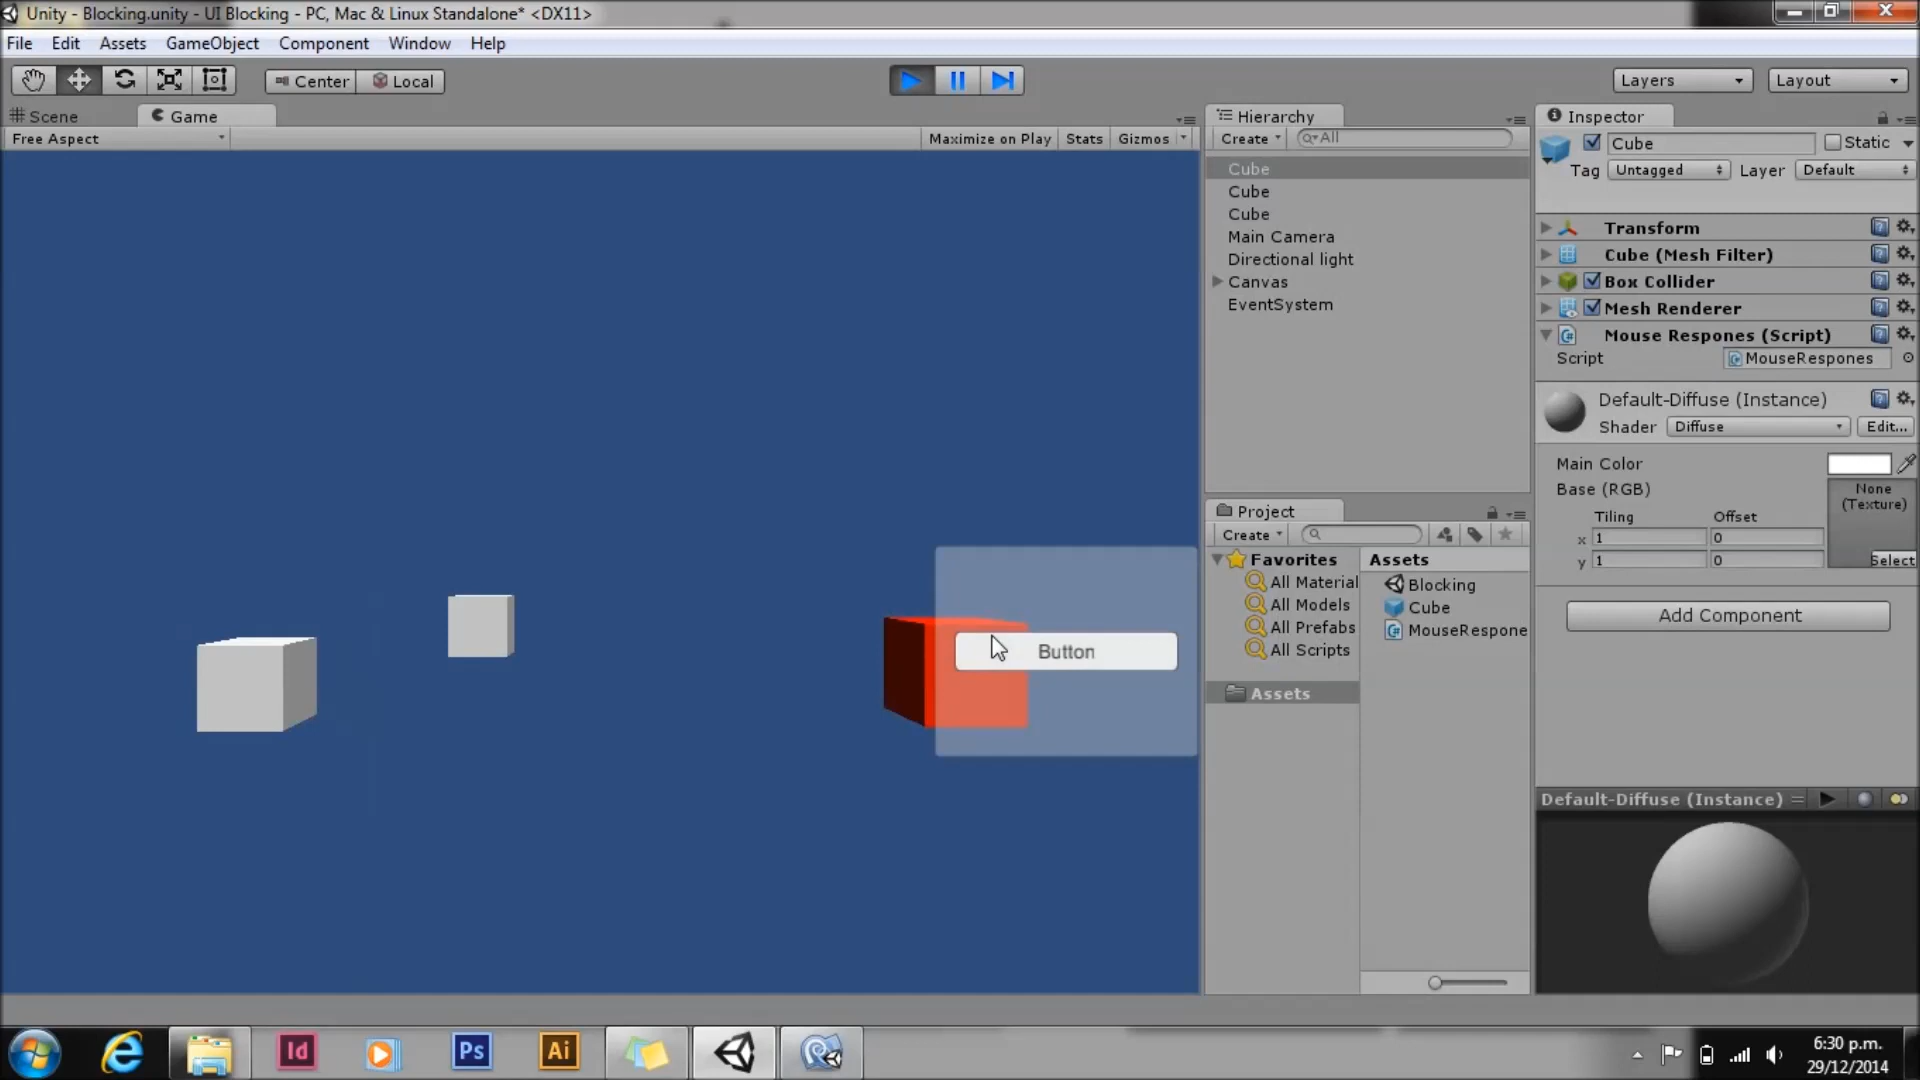 Unity - Blocking.unity - UI Blocking - PC, Mac & Linux Standalone* <DX11>
File Edit Assets GameObject Component Window Help
Center Local
Layers Layout
Scene Game
Free Aspect
Maximize on Play Stats Gizmos
Button
Hierarchy
Create All
Cube
Cube
Cube
Main Camera
Directional light
Canvas
EventSystem
Project
Create
Favorites
All Material
All Models
All Prefabs
All Scripts
Assets
Assets
Blocking
Cube
MouseRespone
Inspector
Cube Static
Tag Untagged Layer Default
Transform
Cube (Mesh Filter)
Box Collider
Mesh Renderer
Mouse Respones (Script)
Script MouseRespones
Default-Diffuse (Instance)
Shader Diffuse Edit...
Main Color
Base (RGB)
None
(Texture)
Tiling Offset
x 1 0
y 1 0
Select
Add Component
Default-Diffuse (Instance)
Id
Ps
Ai
6:30 p.m.
29/12/2014